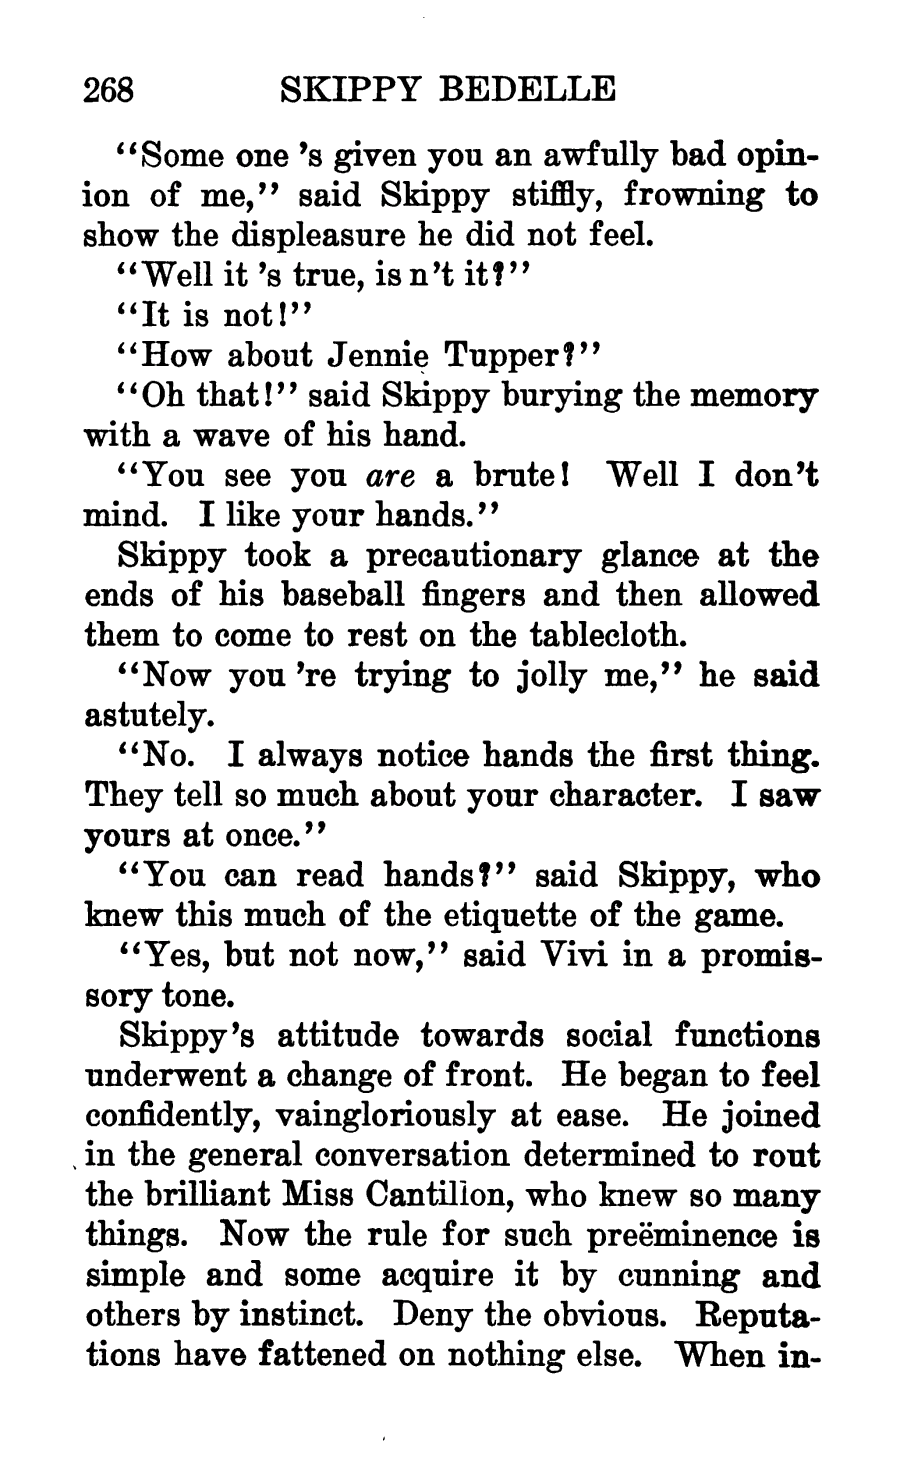 268 SKIPPY BEDELLE
"Some one 's given you an awfully bad opin-
ion of me," said Skippy stiffly, frowning to
show the displeasure he did not feel.
"Well it 's true, is n't it?"
"It is not!"
"How about Jennie Tupper?"
"Oh that!" said Skippy burying the memory
with a wave of his hand.
"You see you are a brute! Well I don't
mind. I like your hands."
Skippy took a precautionary glance at the
ends of his baseball fingers and then allowed
them to come to rest on the tablecloth.
"Now you 're trying to jolly me," he said
astutely.
"No. I always notice hands the first thing.
They tell so much about your character. I saw
yours at once."
"You can read hands?" said Skippy, who
knew this much of the etiquette of the game.
"Yes, but not now," said Vivi in a promis-
sory tone.
Skippy's attitude towards social functions
underwent a change of front. He began to feel
confidently, vaingloriously at ease. He joined
in the general conversation determined to rout
the brilliant Miss Cantillon, who knew so many
things. Now the rule for such preëminence is
simple and some acquire it by cunning and
others by instinct. Deny the obvious. Reputa-
tions have fattened on nothing else. When in-